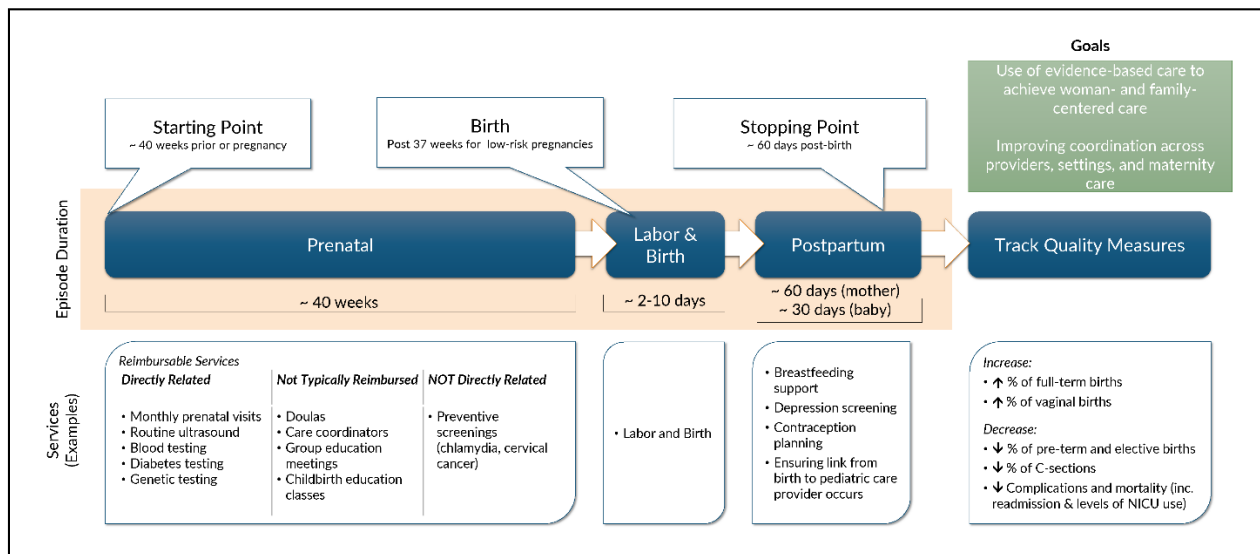 Goals
Use of evidence-based care to
achieve woman- and family-
centered care
Improving coordination across
providers, settings, and maternity
care
Starting Point
~ 40 weeks prior or pregnancy
Birth
Post 37 weeks for low-risk pregnancies
Stopping Point
~ 60 days post-birth
Episode Duration
Prenatal
Labor &
Birth
Postpartum
Track Quality Measures
~ 40 weeks
~ 2-10 days
~ 60 days (mother)
~ 30 days (baby)
Services
(Examples)
Reimbursable Services
Directly Related
• Monthly prenatal visits
• Routine ultrasound
• Blood testing
• Diabetes testing
• Genetic testing
Not Typically Reimbursed
• Doulas
• Care coordinators
• Group education
meetings
• Childbirth education
classes
NOT Directly Related
• Preventive
screenings
(chlamydia, cervical
cancer)
• Labor and Birth
• Breastfeeding
support
• Depression screening
• Contraception
planning
• Ensuring link from
birth to pediatric care
provider occurs
Increase:
• ↑ % of full-term births
• ↑ % of vaginal births
Decrease:
• ↓ % of pre-term and elective births
• ↓ % of C-sections
• ↓ Complications and mortality (inc.
readmission & levels of NICU use)